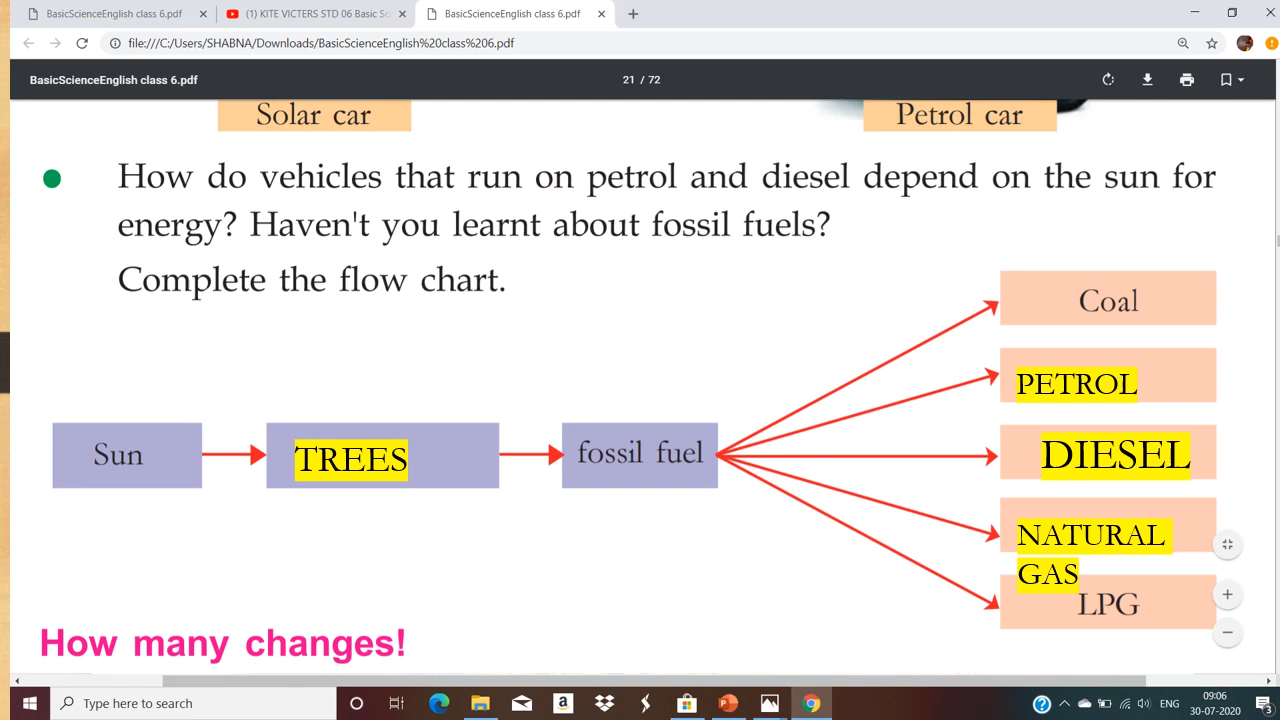 BasicScienceEnglish class 6.pdf
(1) KITE VICTERS STD 06 Basic Sc
BasicScienceEnglish class 6.pdf
file:///C:/Users/SHABNA/Downloads/BasicScienceEnglish%20class%206.pdf
BasicScienceEnglish class 6.pdf
21 / 72
Solar car
Petrol car
How do vehicles that run on petrol and diesel depend on the sun for
energy? Haven't you learnt about fossil fuels?
Complete the flow chart.
Coal
PETROL
Sun
TREES
fossil fuel
DIESEL
NATURAL
GAS
LPG
How many changes!
Type here to search
09:06
30-07-2020
3